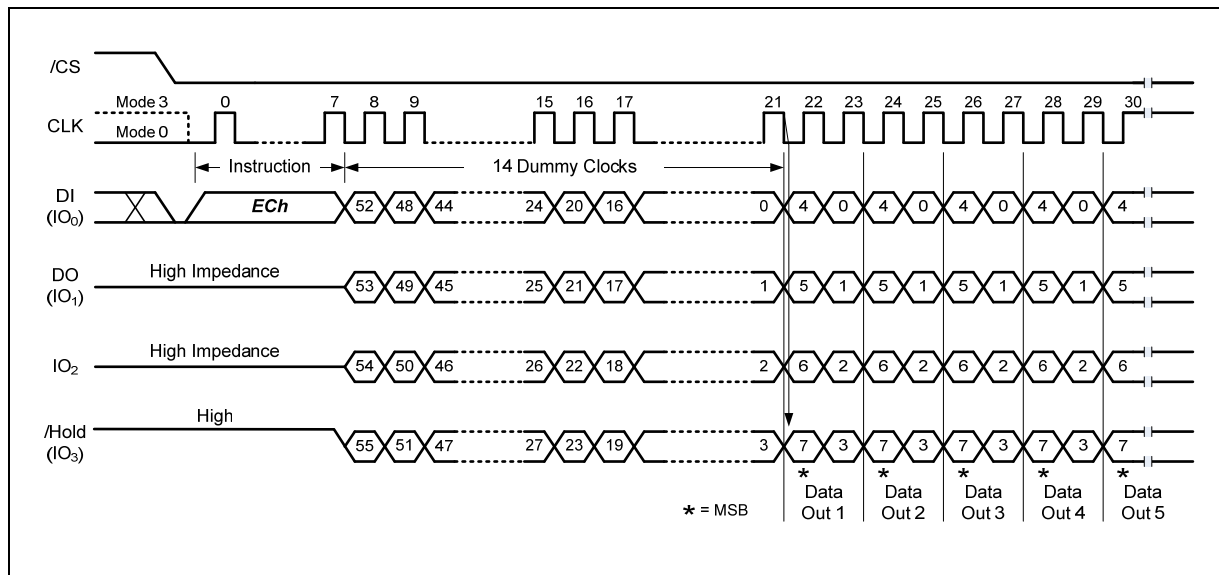 /CS
Mode 3 0 7 8 9 15 16 17 21 22 23 24 25 26 27 28 29 30
CLK
Mode 0
Instruction 14 Dummy Clocks
DI
(IO0) ECh 52 48 44 24 20 16 0 4 0 4 0 4 0 4 0 4
High Impedance
DO
(IO1) 53 49 45 25 21 17 1 5 1 5 1 5 1 5 1 5
High Impedance
IO2 54 50 46 26 22 18 2 6 2 6 2 6 2 6 2 6
High
/Hold
(IO3) 55 51 47 27 23 19 3 7 3 7 3 7 3 7 3 7
* * * * *
* = MSB
Data Out 1
Data Out 2
Data Out 3
Data Out 4
Data Out 5